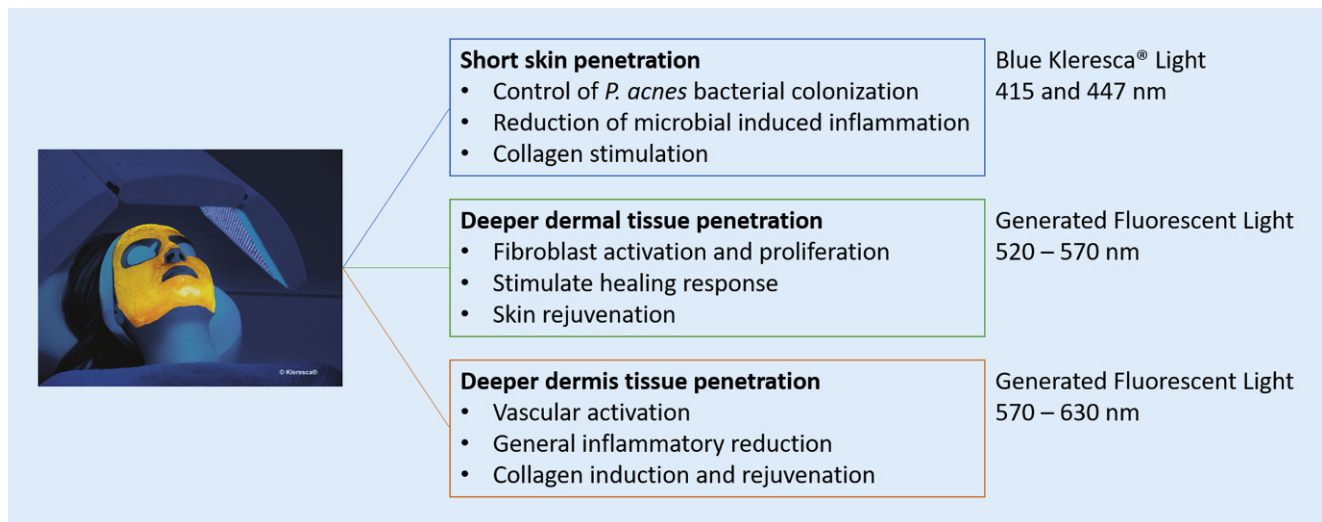 Short skin penetration
• Control of P. acnes bacterial colonization
• Reduction of microbial induced inflammation
• Collagen stimulation
Blue Kleresca® Light
415 and 447 nm
Deeper dermal tissue penetration
• Fibroblast activation and proliferation
• Stimulate healing response
• Skin rejuvenation
Generated Fluorescent Light
520 – 570 nm
Deeper dermis tissue penetration
• Vascular activation
• General inflammatory reduction
• Collagen induction and rejuvenation
Generated Fluorescent Light
570 – 630 nm
© Kleresca®